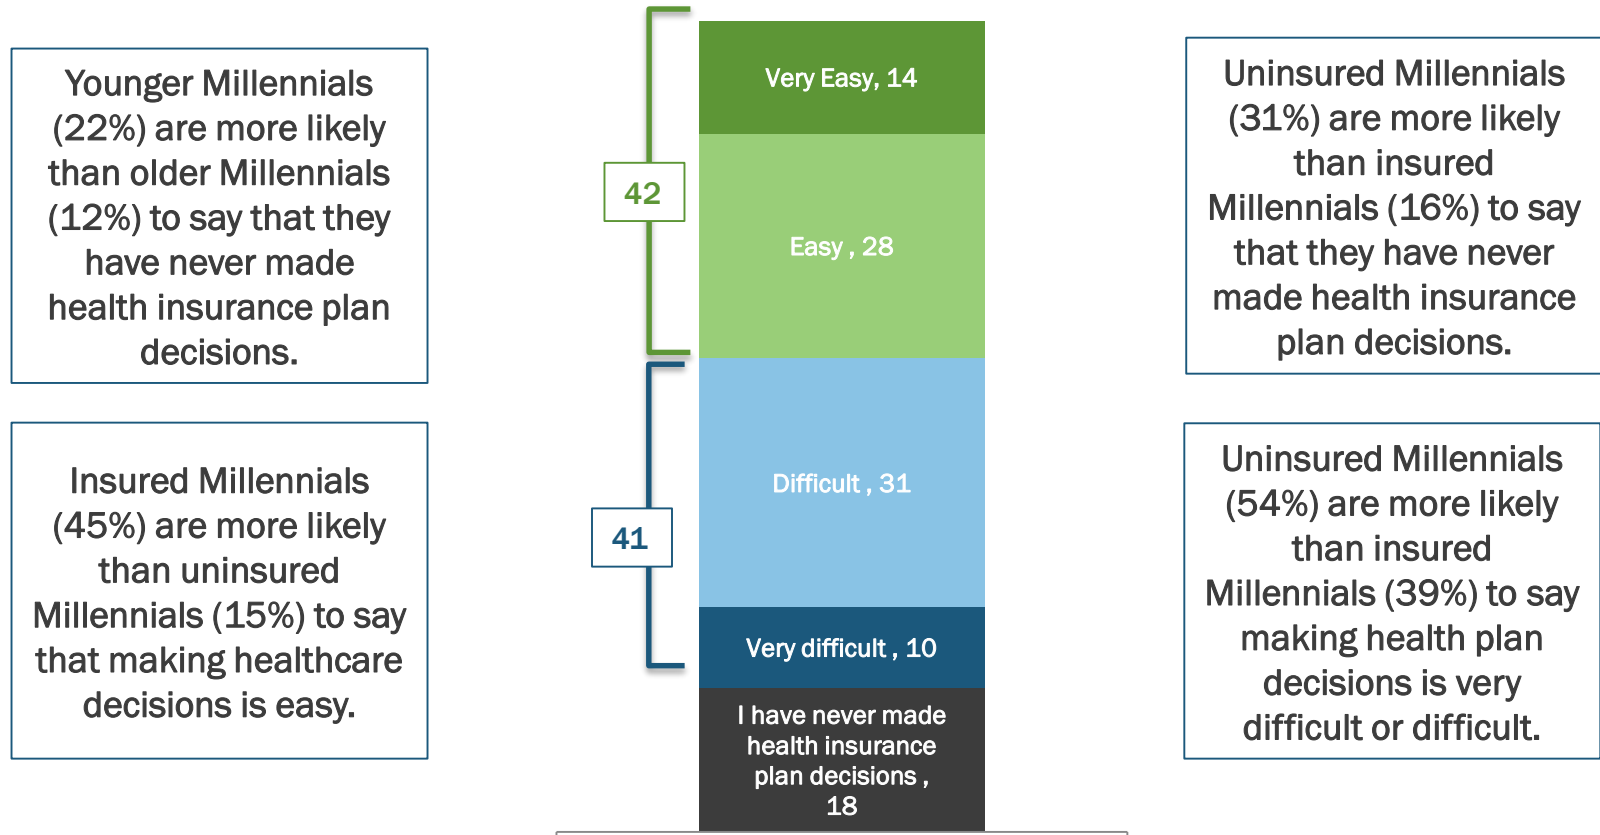 Younger Millennials
(22%) are more likely
than older Millennials
(12%) to say that they
have never made
health insurance plan
decisions.
Insured Millennials
(45%) are more likely
than uninsured
Millennials (15%) to say
that making healthcare
decisions is easy.
42
41
Very Easy, 14
Easy , 28
Difficult , 31
Very difficult , 10
I have never made
health insurance
plan decisions ,
18
Uninsured Millennials
(31%) are more likely
than insured
Millennials (16%) to say
that they have never
made health insurance
plan decisions.
Uninsured Millennials
(54%) are more likely
than insured
Millennials (39%) to say
making health plan
decisions is very
difficult or difficult.